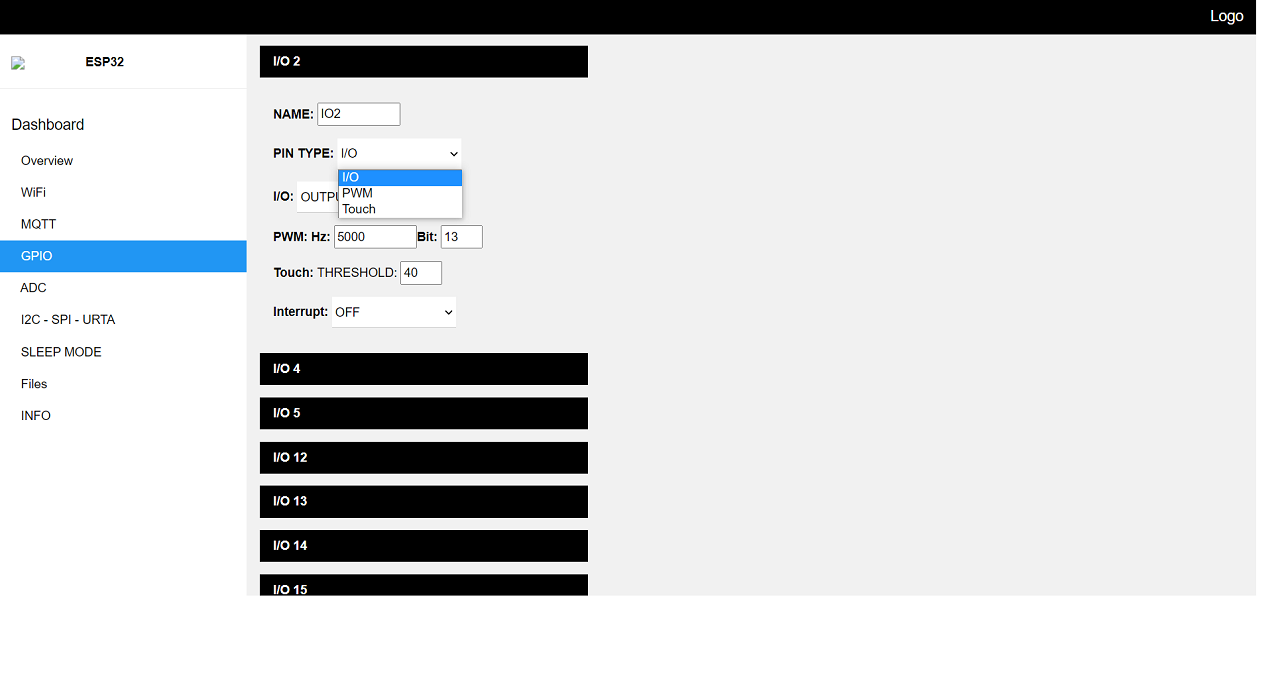 Logo
ESP32
Dashboard
Overview
WiFi
MQTT
GPIO
ADC
I2C - SPI - URTA
SLEEP MODE
Files
INFO
I/O 2
NAME: IO2
PIN TYPE: I/O
I/O
PWM
Touch
I/O:
PWM: Hz: 5000 Bit: 13
Touch: THRESHOLD: 40
Interrupt: OFF
I/O 4
I/O 5
I/O 12
I/O 13
I/O 14
I/O 15